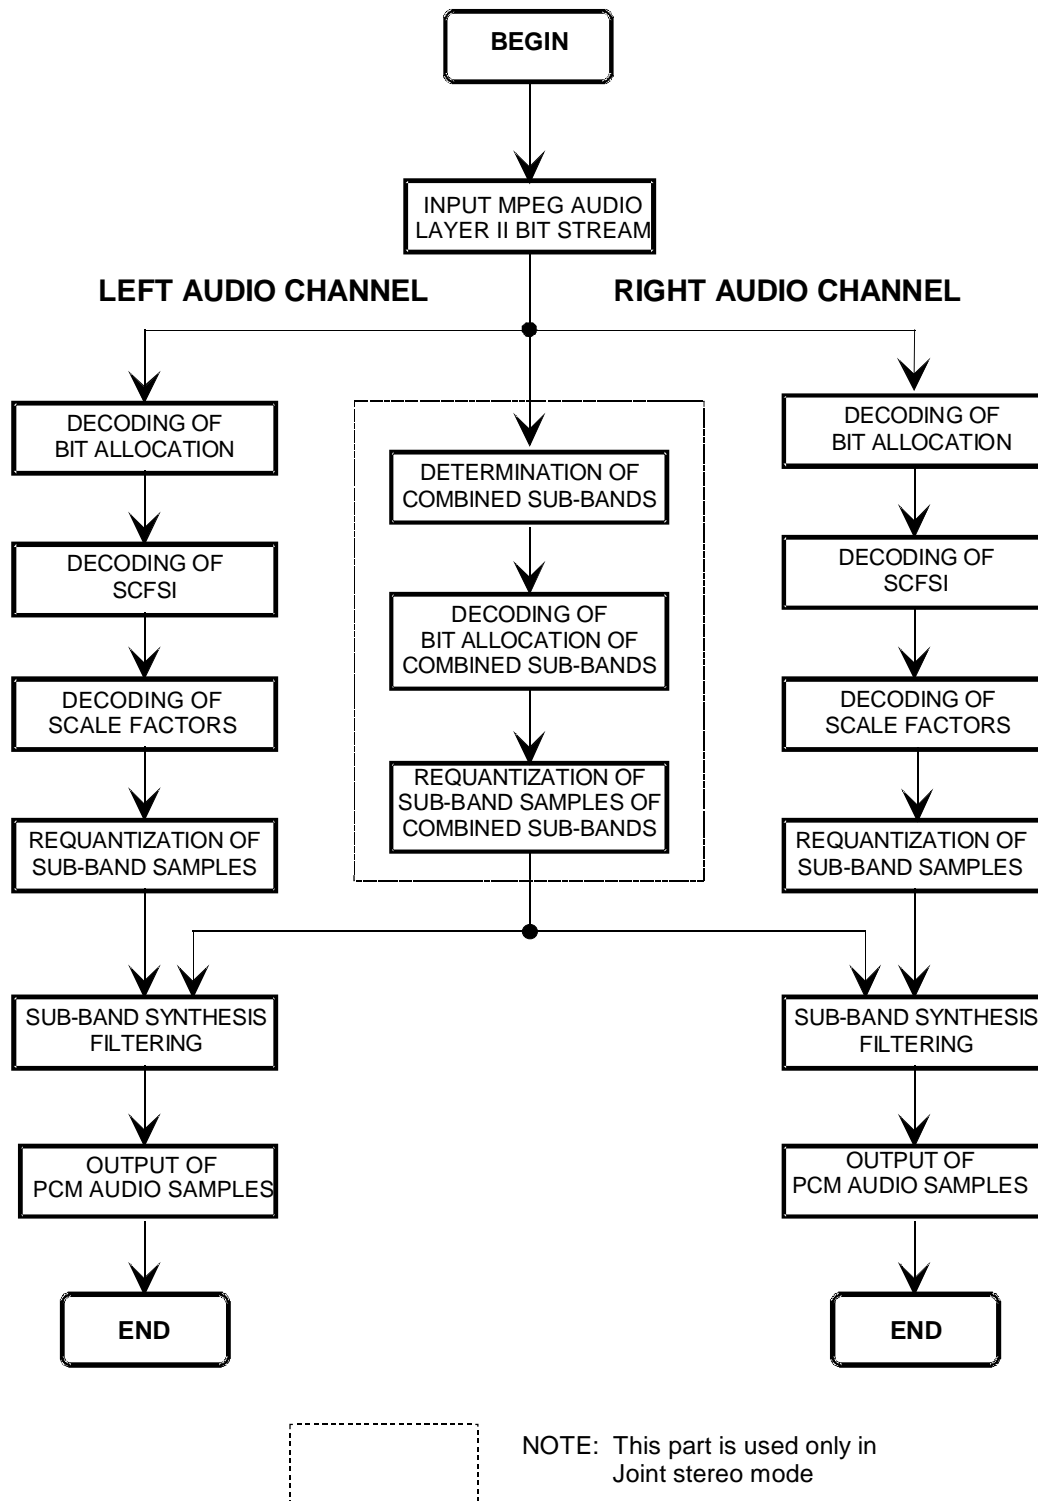 BEGIN
INPUT MPEG AUDIO
LAYER II BIT STREAM
LEFT AUDIO CHANNEL
RIGHT AUDIO CHANNEL
DECODING OF
BIT ALLOCATION
DECODING OF
SCFSI
DECODING OF
SCALE FACTORS
REQUANTIZATION OF
SUB-BAND SAMPLES
DETERMINATION OF
COMBINED SUB-BANDS
DECODING OF
BIT ALLOCATION OF
COMBINED SUB-BANDS
REQUANTIZATION OF
SUB-BAND SAMPLES OF
COMBINED SUB-BANDS
DECODING OF
BIT ALLOCATION
DECODING OF
SCFSI
DECODING OF
SCALE FACTORS
REQUANTIZATION OF
SUB-BAND SAMPLES
SUB-BAND SYNTHESIS
FILTERING
OUTPUT OF
PCM AUDIO SAMPLES
END
SUB-BAND SYNTHESIS
FILTERING
OUTPUT OF
PCM AUDIO SAMPLES
END
NOTE: This part is used only in
Joint stereo mode